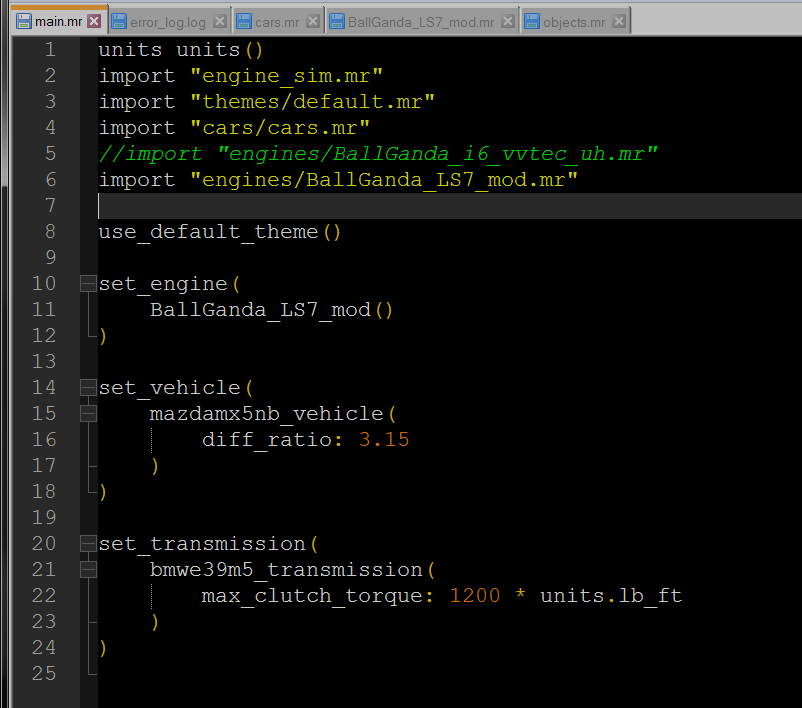 main.mr error_log.log cars.mr BallGanda_LS7_mod.mr objects.mr
1 units units()
2 import "engine_sim.mr"
3 import "themes/default.mr"
4 import "cars/cars.mr"
5 //import "engines/BallGanda_i6_vvtec_uh.mr"
6 import "engines/BallGanda_LS7_mod.mr"
7
8 use_default_theme()
9
10 set_engine(
11     BallGanda_LS7_mod()
12 )
13
14 set_vehicle(
15     mazdamx5nb_vehicle(
16         diff_ratio: 3.15
17     )
18 )
19
20 set_transmission(
21     bmwe39m5_transmission(
22         max_clutch_torque: 1200 * units.lb_ft
23     )
24 )
25